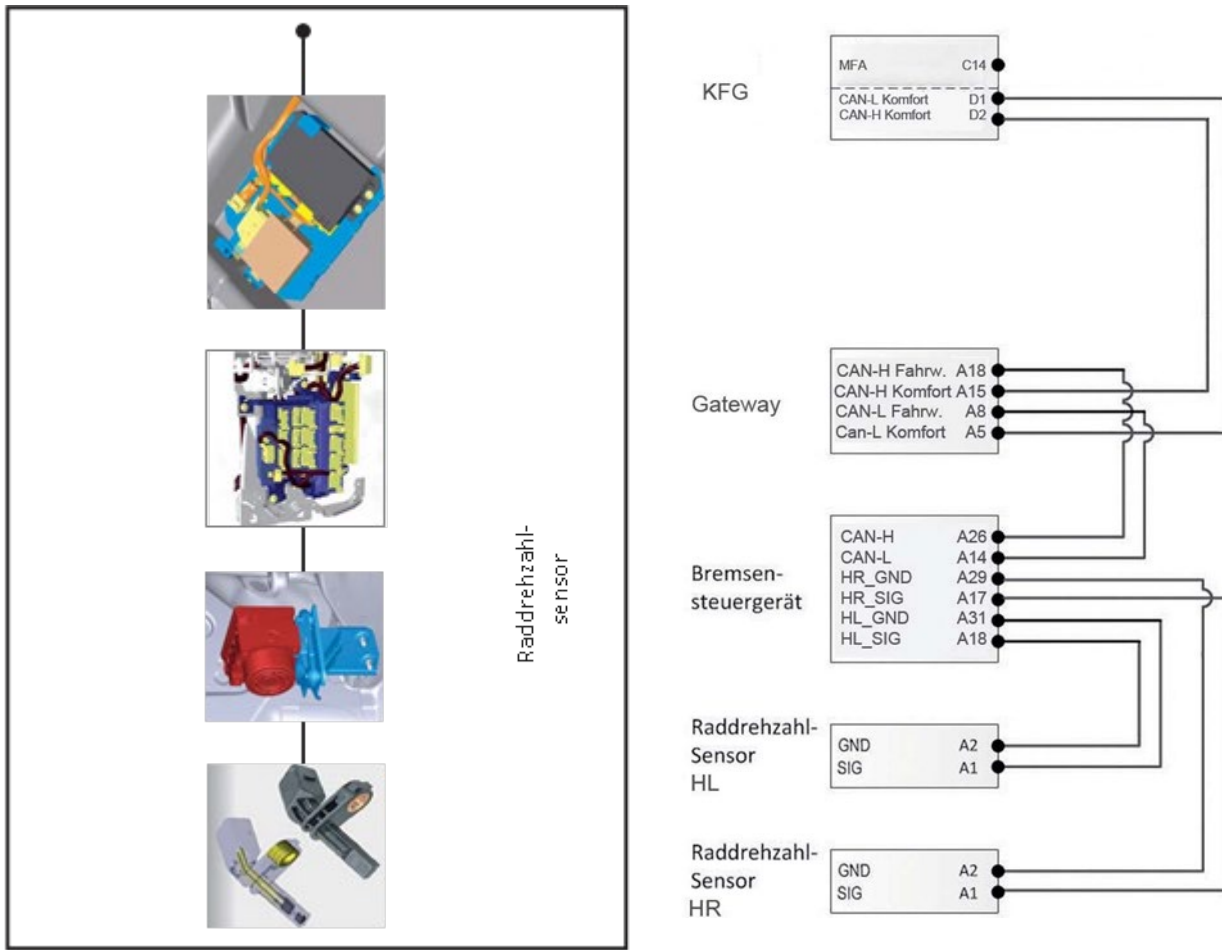 Raddrehzahl-
sensor
KFG
MFA C14
CAN-L Komfort D1
CAN-H Komfort D2
Gateway
CAN-H Fahrw. A18
CAN-H Komfort A15
CAN-L Fahrw. A8
Can-L Komfort A5
Bremsen-
steuergerät
CAN-H A26
CAN-L A14
HR_GND A29
HR_SIG A17
HL_GND A31
HL_SIG A18
Raddrehzahl-
Sensor
HL
GND A2
SIG A1
Raddrehzahl-
Sensor
HR
GND A2
SIG A1